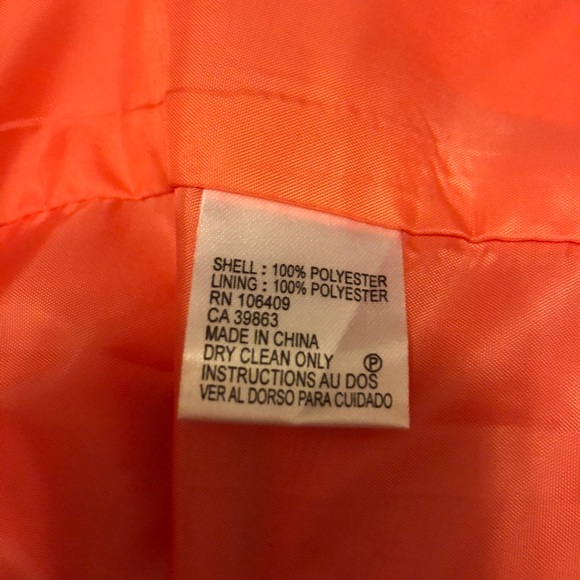 SHELL : 100% POLYESTER
LINING : 100% POLYESTER
RN 106409
CA 39863
MADE IN CHINA
DRY CLEAN ONLY Ⓟ
INSTRUCTIONS AU DOS
VER AL DORSO PARA CUIDADO